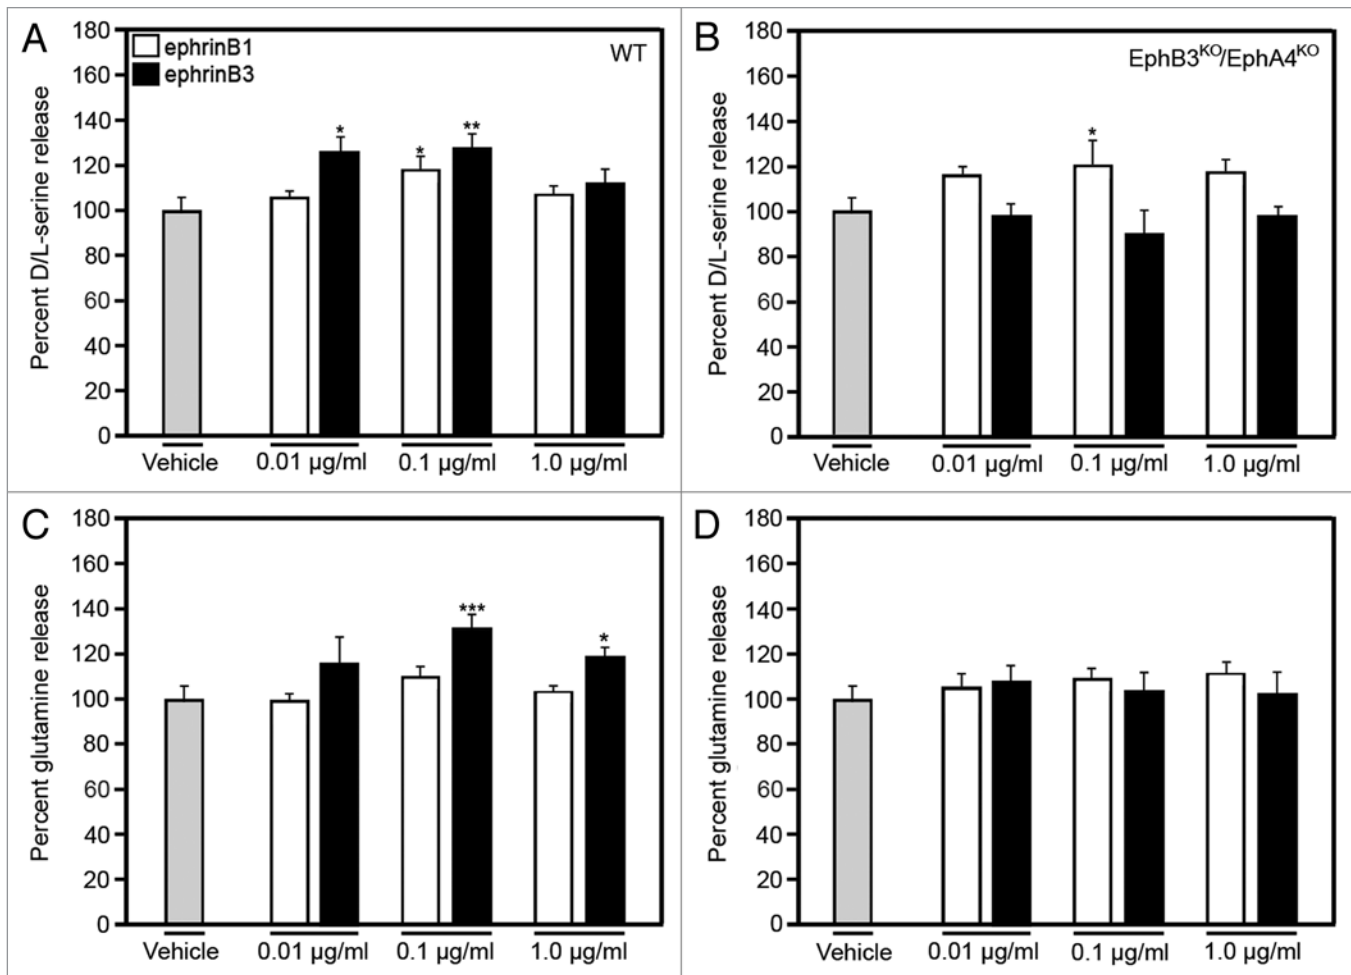 A
ephrinB1
ephrinB3
WT
Percent D/L-serine release
180
160
140
120
100
80
60
40
20
0
*
*
**
Vehicle
0.01 µg/ml
0.1 µg/ml
1.0 µg/ml
B
EphB3KO/EphA4KO
Percent D/L-serine release
180
160
140
120
100
80
60
40
20
0
*
Vehicle
0.01 µg/ml
0.1 µg/ml
1.0 µg/ml
C
Percent glutamine release
180
160
140
120
100
80
60
40
20
0
***
*
Vehicle
0.01 µg/ml
0.1 µg/ml
1.0 µg/ml
D
Percent glutamine release
180
160
140
120
100
80
60
40
20
0
Vehicle
0.01 µg/ml
0.1 µg/ml
1.0 µg/ml